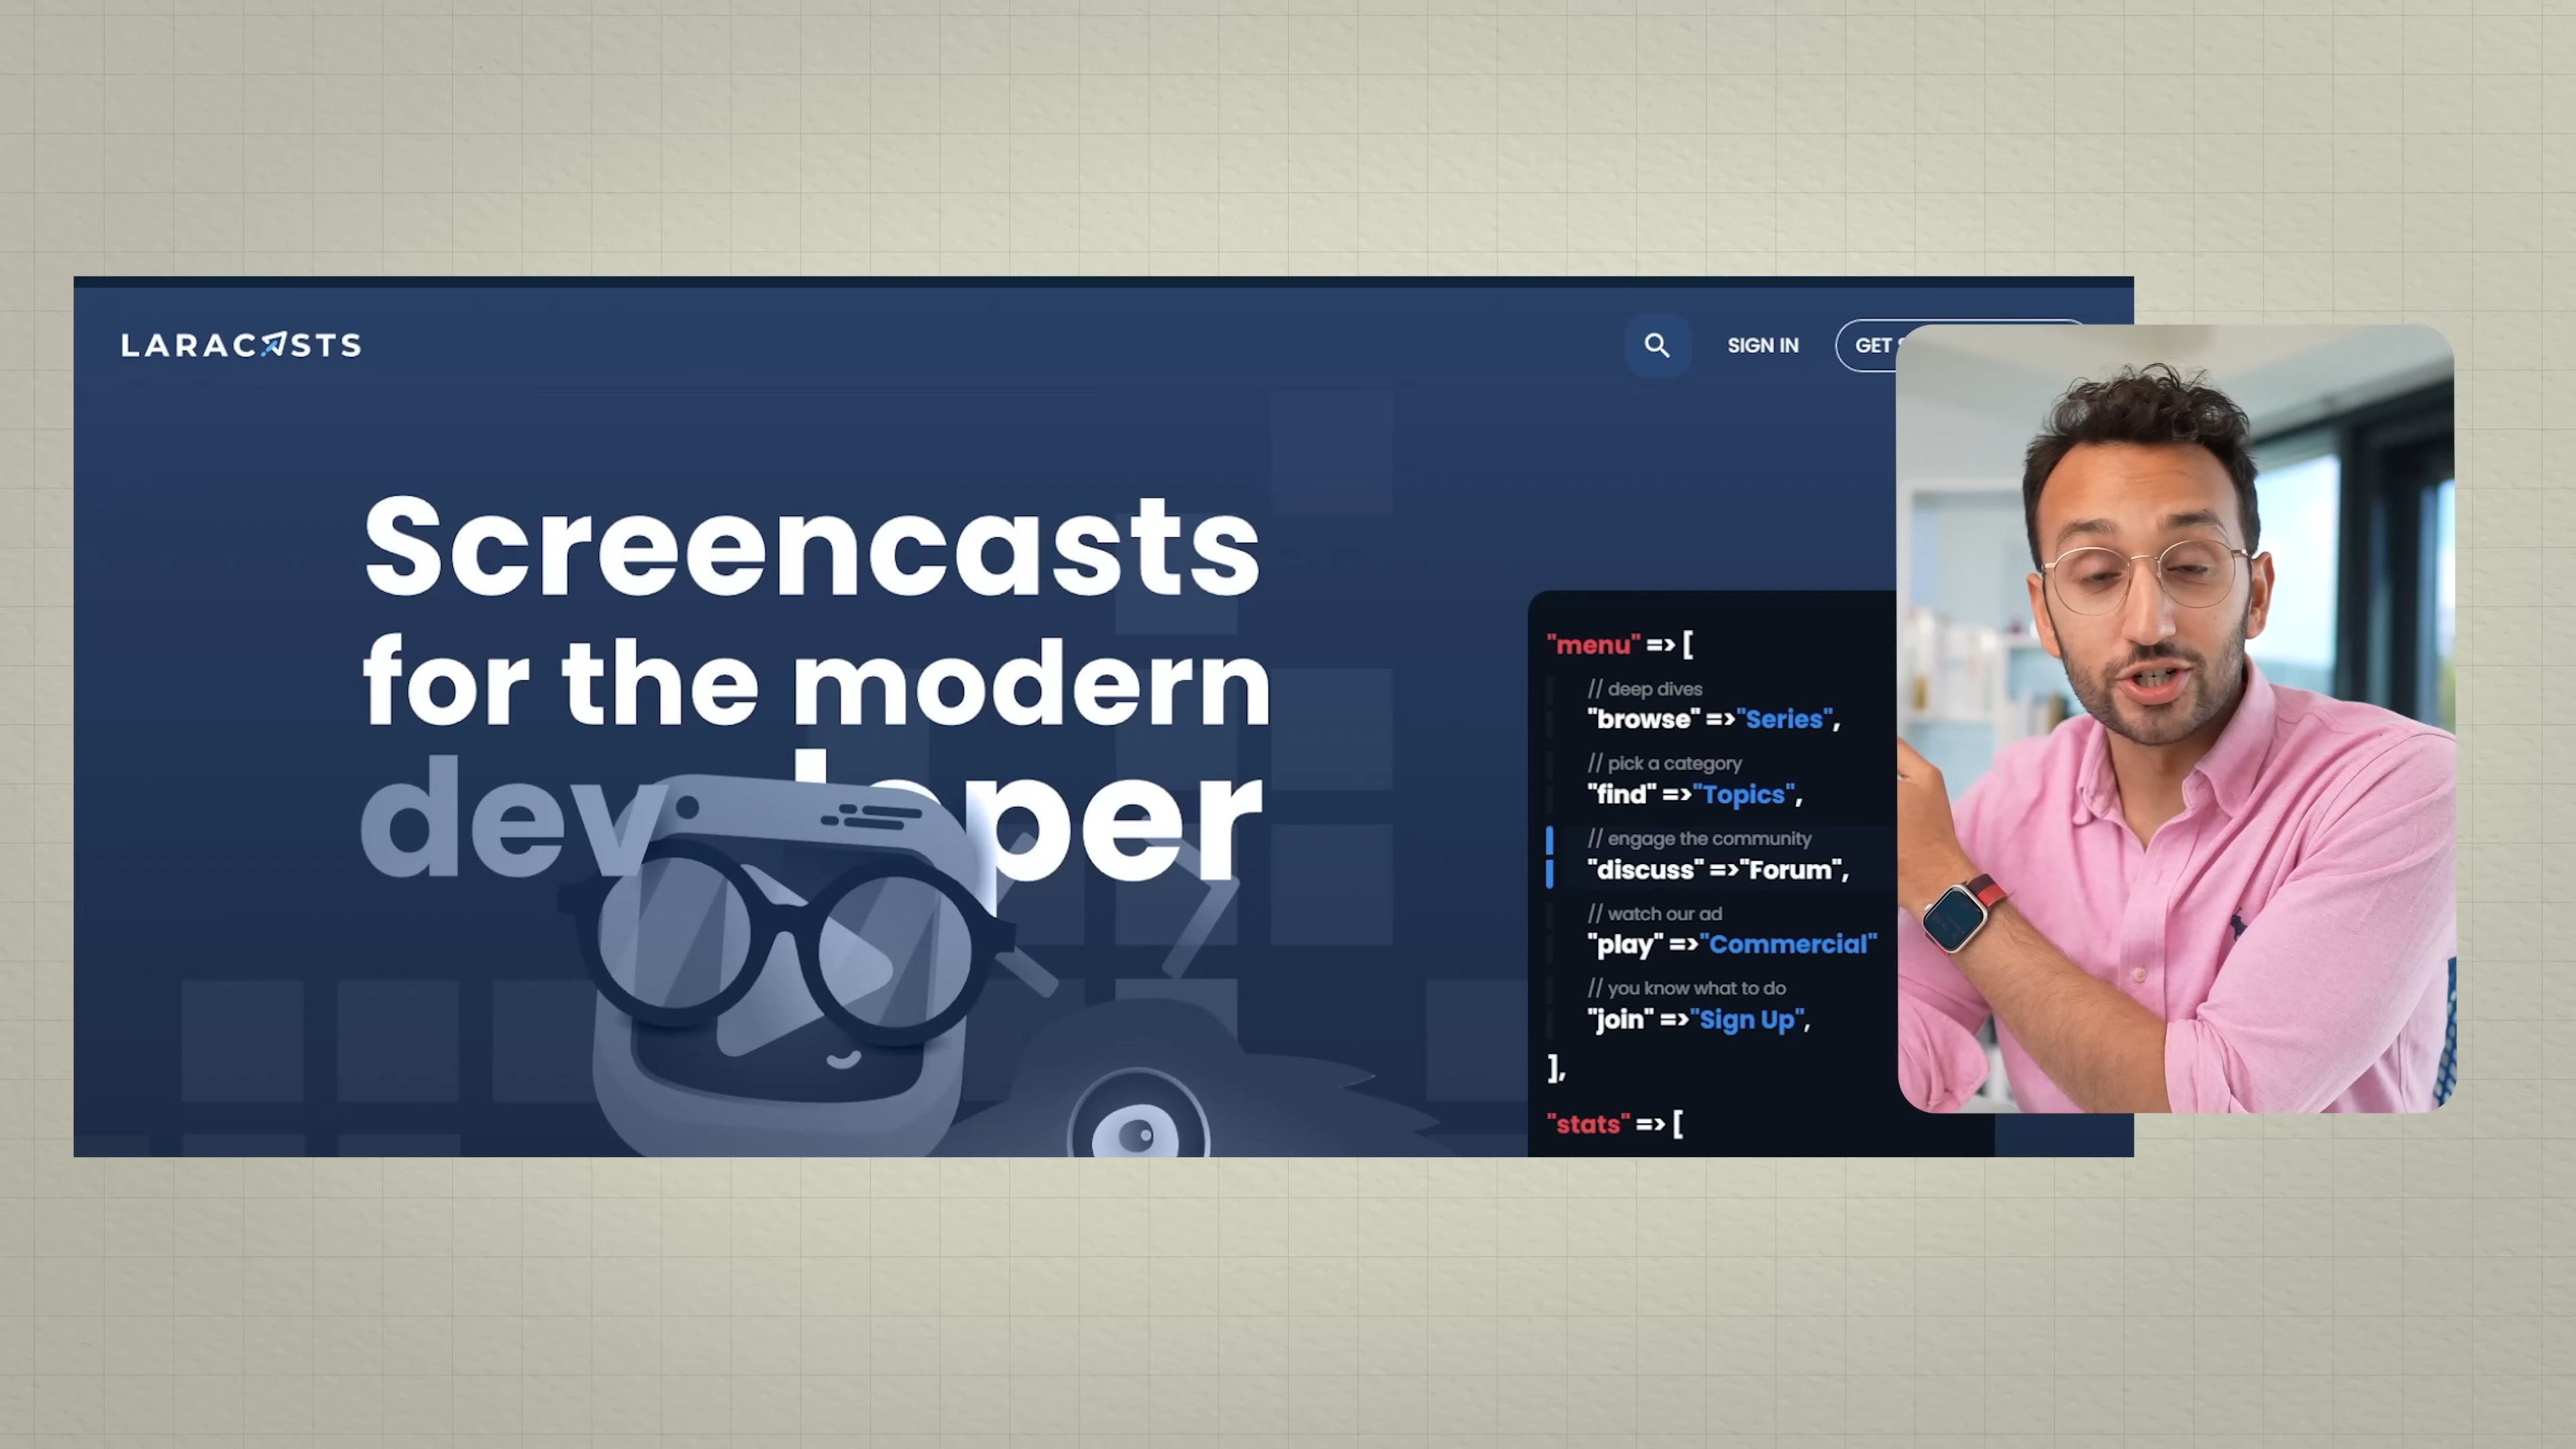 LARACASTS
SIGN IN
GET
Screencasts
for the modern
"menu" => [
// deep dives
"browse" =>"Series",
// pick a category
"find" =>"Topics",
// engage the community
"discuss" =>"Forum",
// watch our ad
"play" =>"Commercial"
// you know what to do
"join" =>"Sign Up",
],
"stats" => [